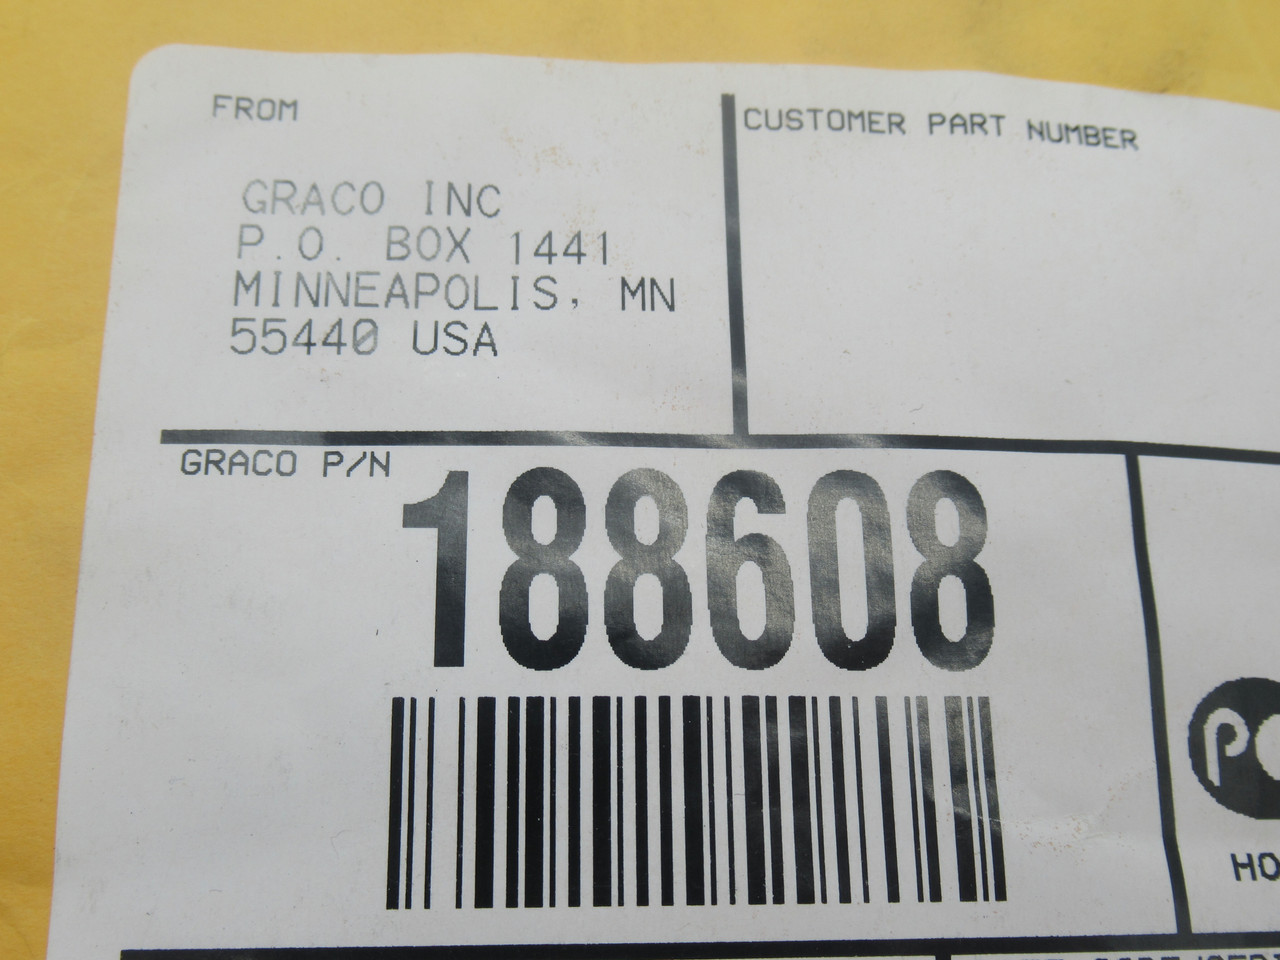 FROM
GRACO INC
P.O. BOX 1441
MINNEAPOLIS, MN
55440 USA
CUSTOMER PART NUMBER
GRACO P/N
188608